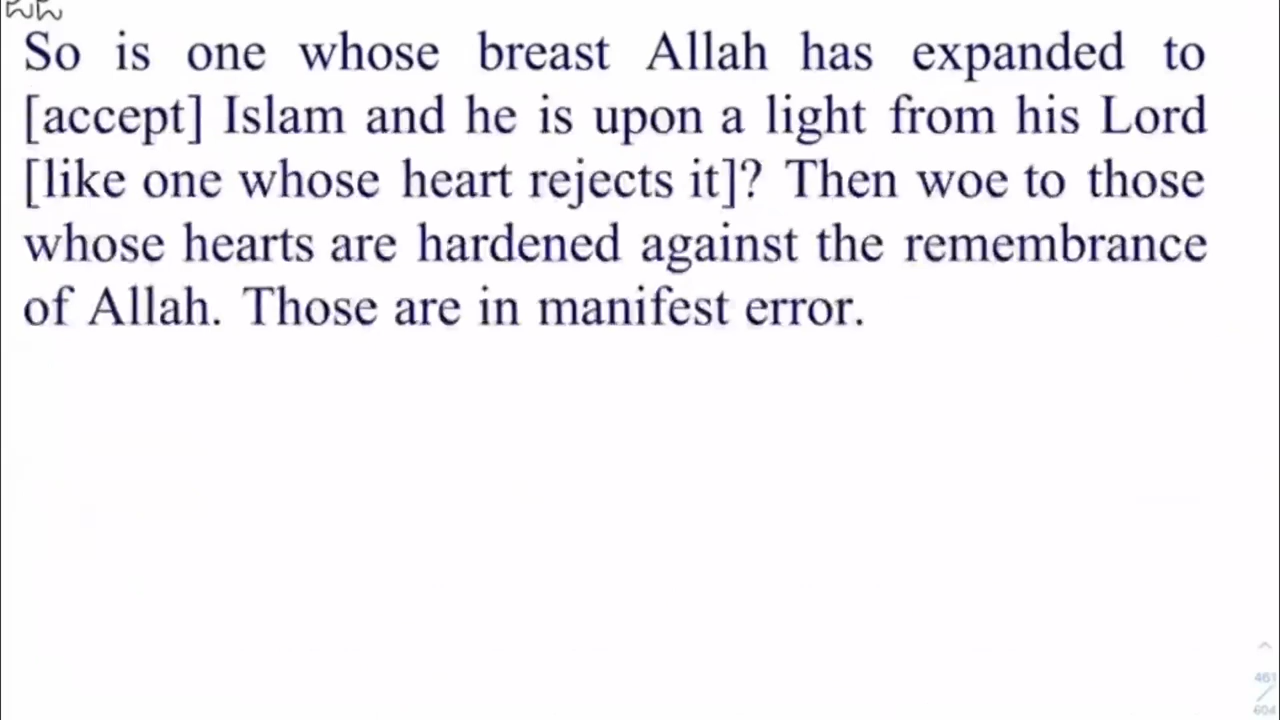 So is one whose breast Allah has expanded to
[accept] Islam and he is upon a light from his Lord
[like one whose heart rejects it]? Then woe to those
whose hearts are hardened against the remembrance
of Allah. Those are in manifest error.
461
604